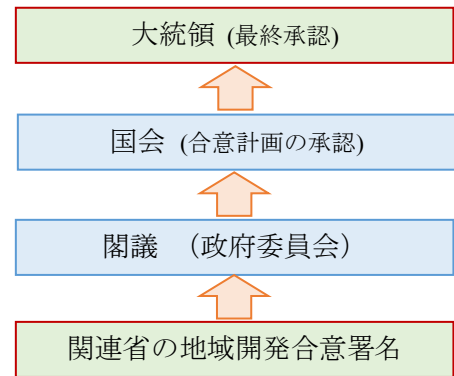 大統領 (最終承認)
国会 (合意計画の承認)
閣議 （政府委員会）
関連省の地域開発合意署名